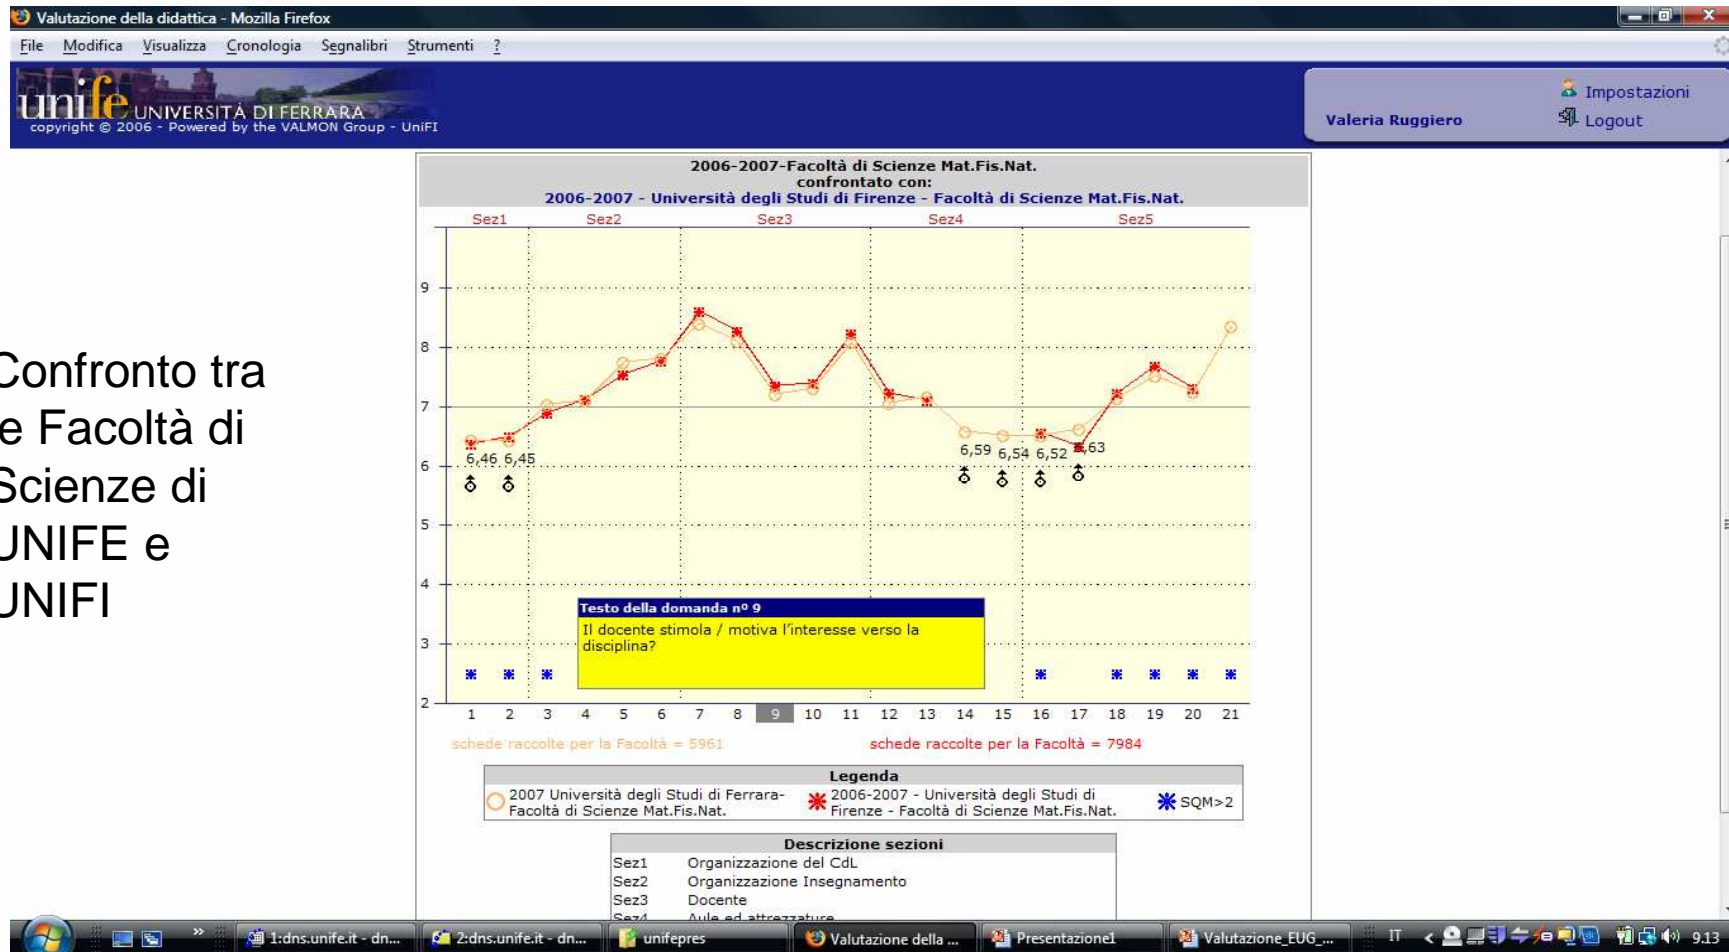 Valutazione della didattica - Mozilla Firefox
File Modifica Visualizza Cronologia Segnalibri Strumenti ?
unife UNIVERSITÀ DI FERRARA
copyright © 2006 - Powered by the VALMON Group - UniFI
Valeria Ruggiero
Impostazioni
Logout
Confronto tra
le Facoltà di
Scienze di
UNIFE e
UNIFI
2006-2007-Facoltà di Scienze Mat.Fis.Nat.
confrontato con:
2006-2007 - Università degli Studi di Firenze - Facoltà di Scienze Mat.Fis.Nat.
Sez1 Sez2 Sez3 Sez4 Sez5
9
8
7
6,46 6,45 6,59 6,54 6,52 6,63
6
5
4
Testo della domanda nº 9
Il docente stimola / motiva l'interesse verso la
disciplina?
3
2
1 2 3 4 5 6 7 8 9 10 11 12 13 14 15 16 17 18 19 20 21
schede raccolte per la Facoltà = 5961 schede raccolte per la Facoltà = 7984
Legenda
2007 Università degli Studi di Ferrara-
Facoltà di Scienze Mat.Fis.Nat.
2006-2007 - Università degli Studi di
Firenze - Facoltà di Scienze Mat.Fis.Nat.
SQM>2
Descrizione sezioni
Sez1 Organizzazione del CdL
Sez2 Organizzazione Insegnamento
Sez3 Docente
Sez4 Aule ed attrezzature
1:dns.unife.it - dn... 2:dns.unife.it - dn... unifepres Valutazione della ... Presentazione1 Valutazione_EUG_... IT 9.13